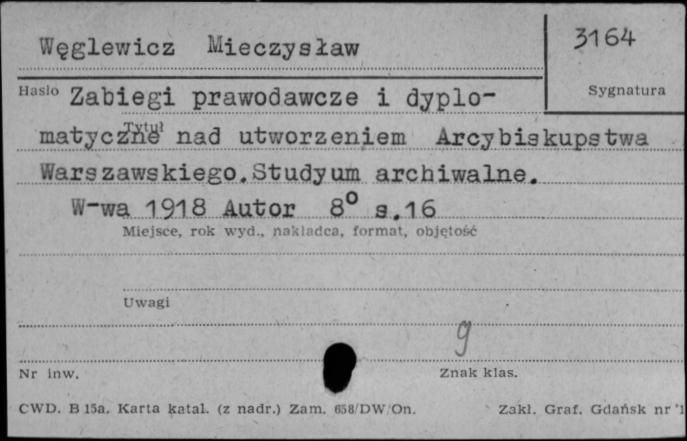 Węglewicz Mieczysław
3164
Hasło
Sygnatura
Zabiegi prawodawcze i dyplo-
Tytuł
matyczne nad utworzeniem Arcybiskupstwa
Warszawskiego. Studyum archiwalne.
W-wa 1918 Autor 8° s.16
Miejsce, rok wyd., nakładca, format, objętość
Uwagi
g
Nr inw.
Znak klas.
CWD. B 15a. Karta katal. (z nadr.) Zam. 658/DW/On.
Zakl. Graf. Gdańsk nr 1